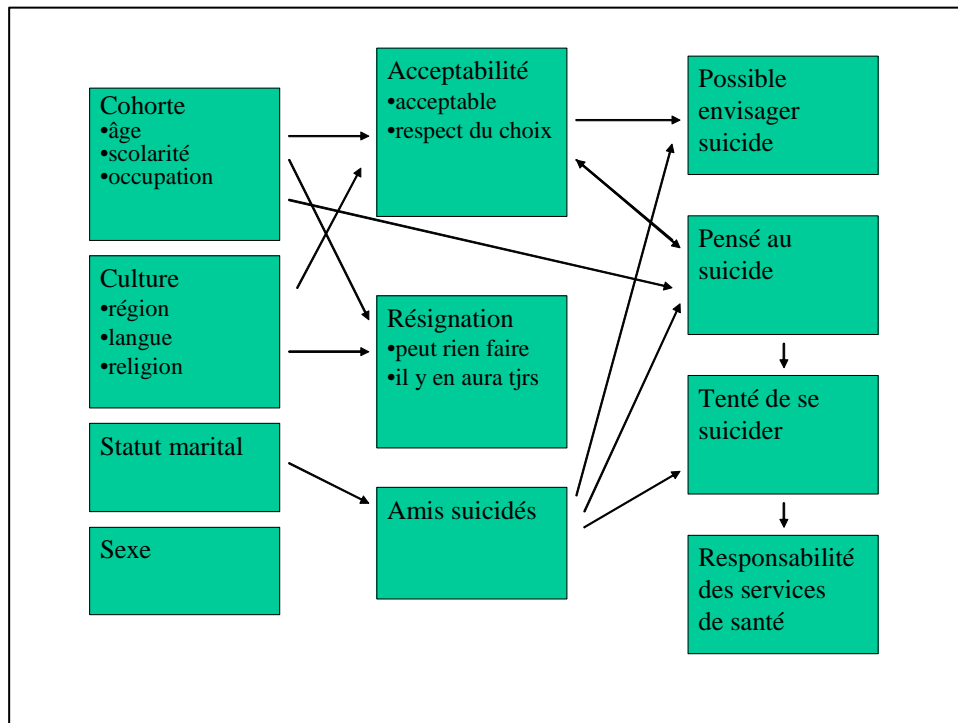 Cohorte
•âge
•scolarité
•occupation
Culture
•région
•langue
•religion
Statut marital
Sexe
Acceptabilité
•acceptable
•respect du choix
Résignation
•peut rien faire
•il y en aura tjrs
Amis suicidés
Possible
envisager
suicide
Pensé au
suicide
Tenté de se
suicider
Responsabilité
des services
de santé